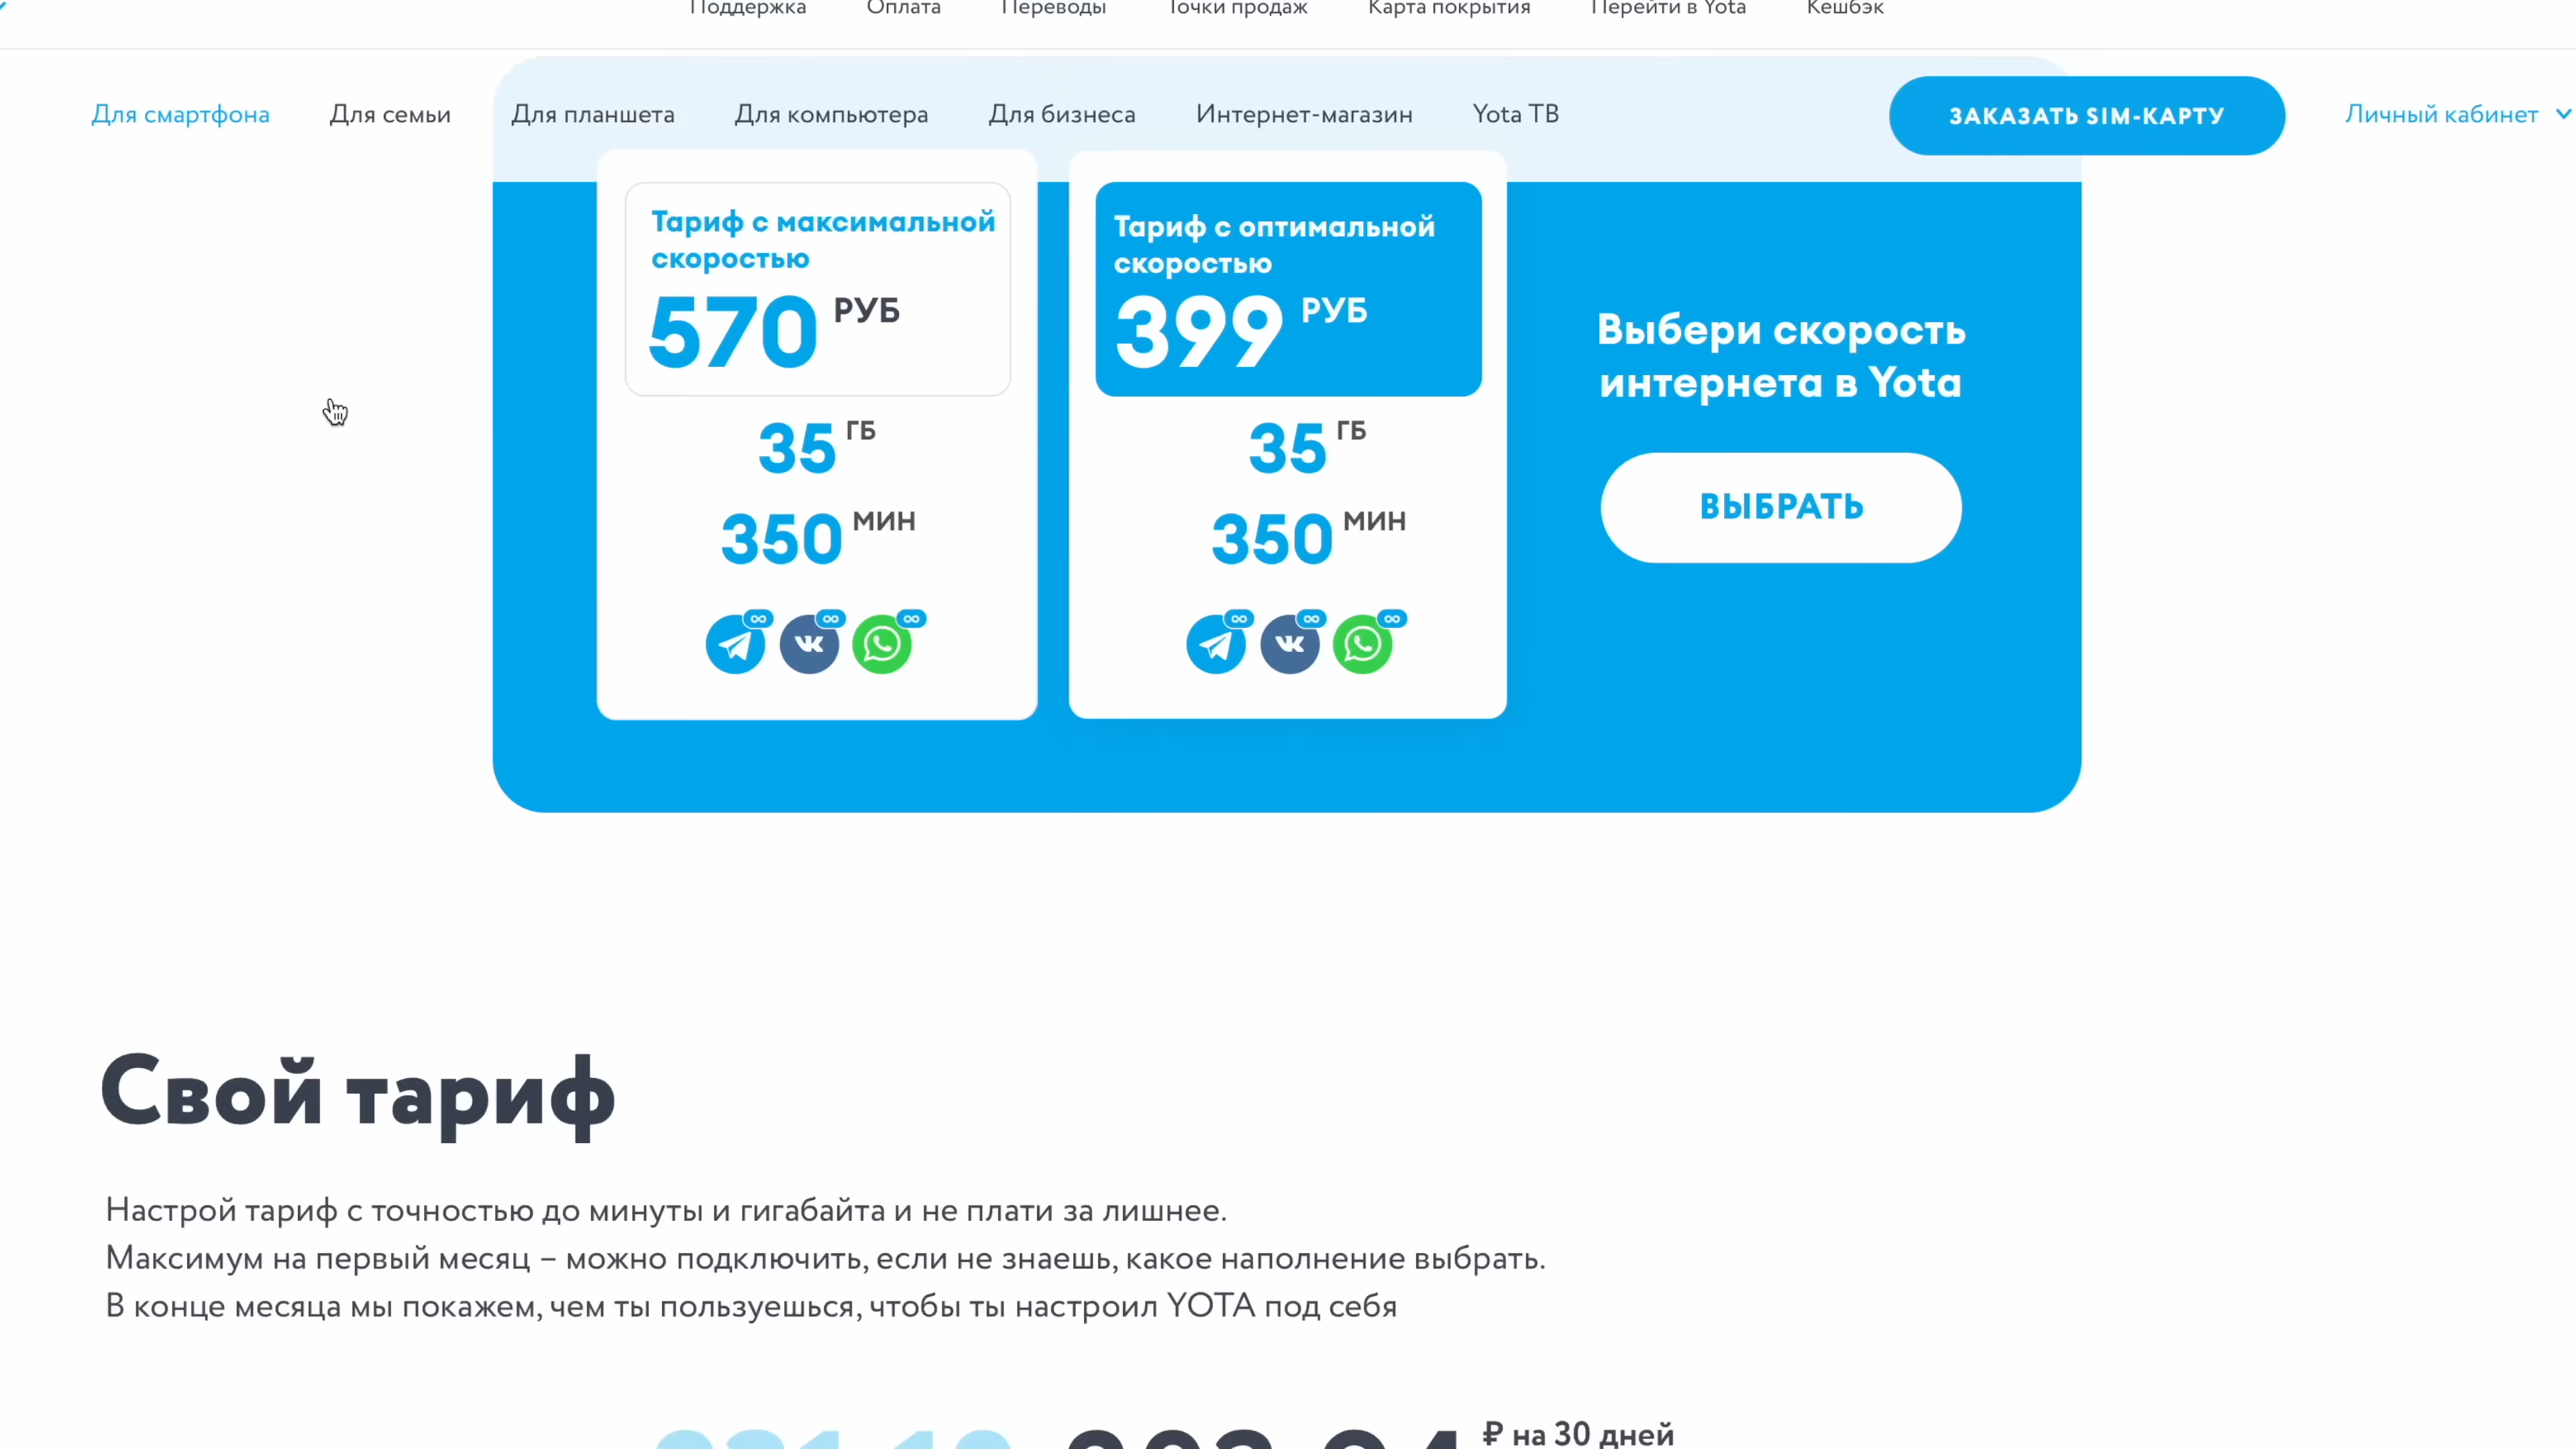 Поддержка Оплата Переводы Точки продаж Карта покрытия Перейти в Yota Кешбэк
Для смартфона Для семьи Для планшета Для компьютера Для бизнеса Интернет-магазин Yota ТВ ЗАКАЗАТЬ SIM-КАРТУ Личный кабинет
Тариф с максимальной
скоростью
570 РУБ
35 ГБ
350 МИН
Тариф с оптимальной
скоростью
399 РУБ
35 ГБ
350 МИН
Выбери скорость
интернета в Yota
ВЫБРАТЬ
Свой тариф
Настрой тариф с точностью до минуты и гигабайта и не плати за лишнее.
Максимум на первый месяц – можно подключить, если не знаешь, какое наполнение выбрать.
В конце месяца мы покажем, чем ты пользуешься, чтобы ты настроил YOTA под себя
₽ на 30 дней